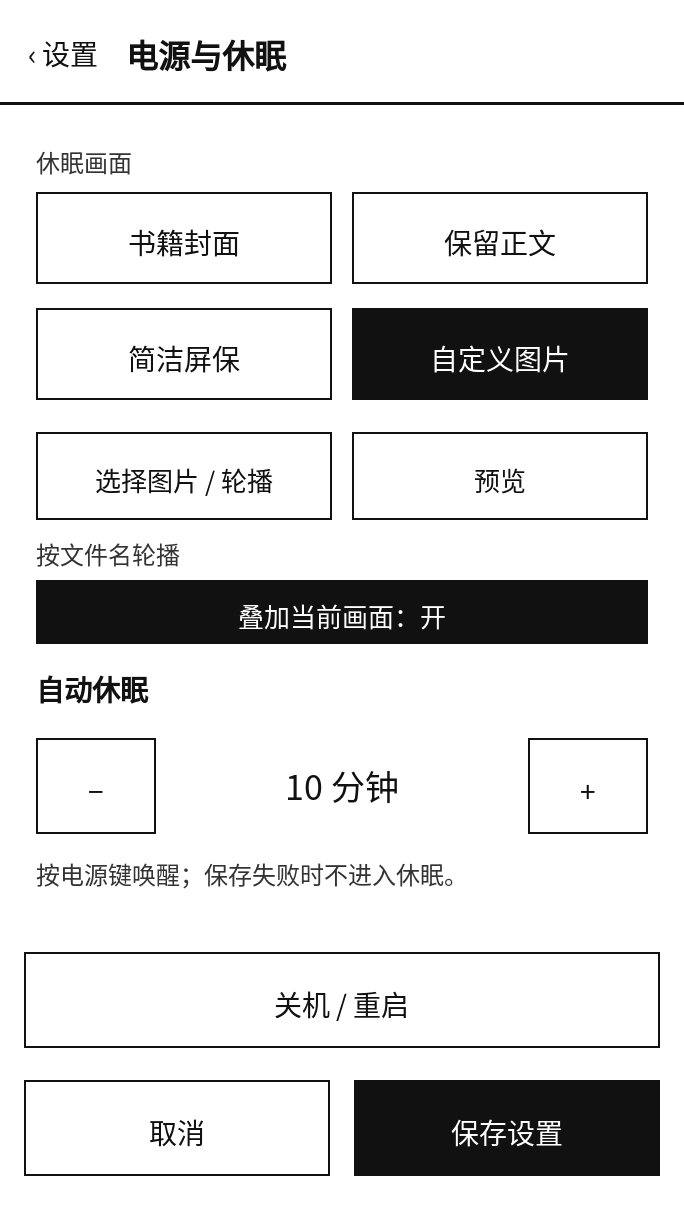 ‹ 设置 电源与休眠
休眠画面
书籍封面 保留正文
简洁屏保 自定义图片
选择图片 / 轮播 预览
按文件名轮播
叠加当前画面：开
自动休眠
− 10 分钟 +
按电源键唤醒；保存失败时不进入休眠。
关机 / 重启
取消 保存设置